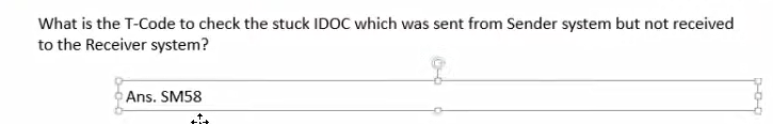 What is the T-Code to check the stuck IDOC which was sent from Sender system but not received
to the Receiver system?
Ans. SM58